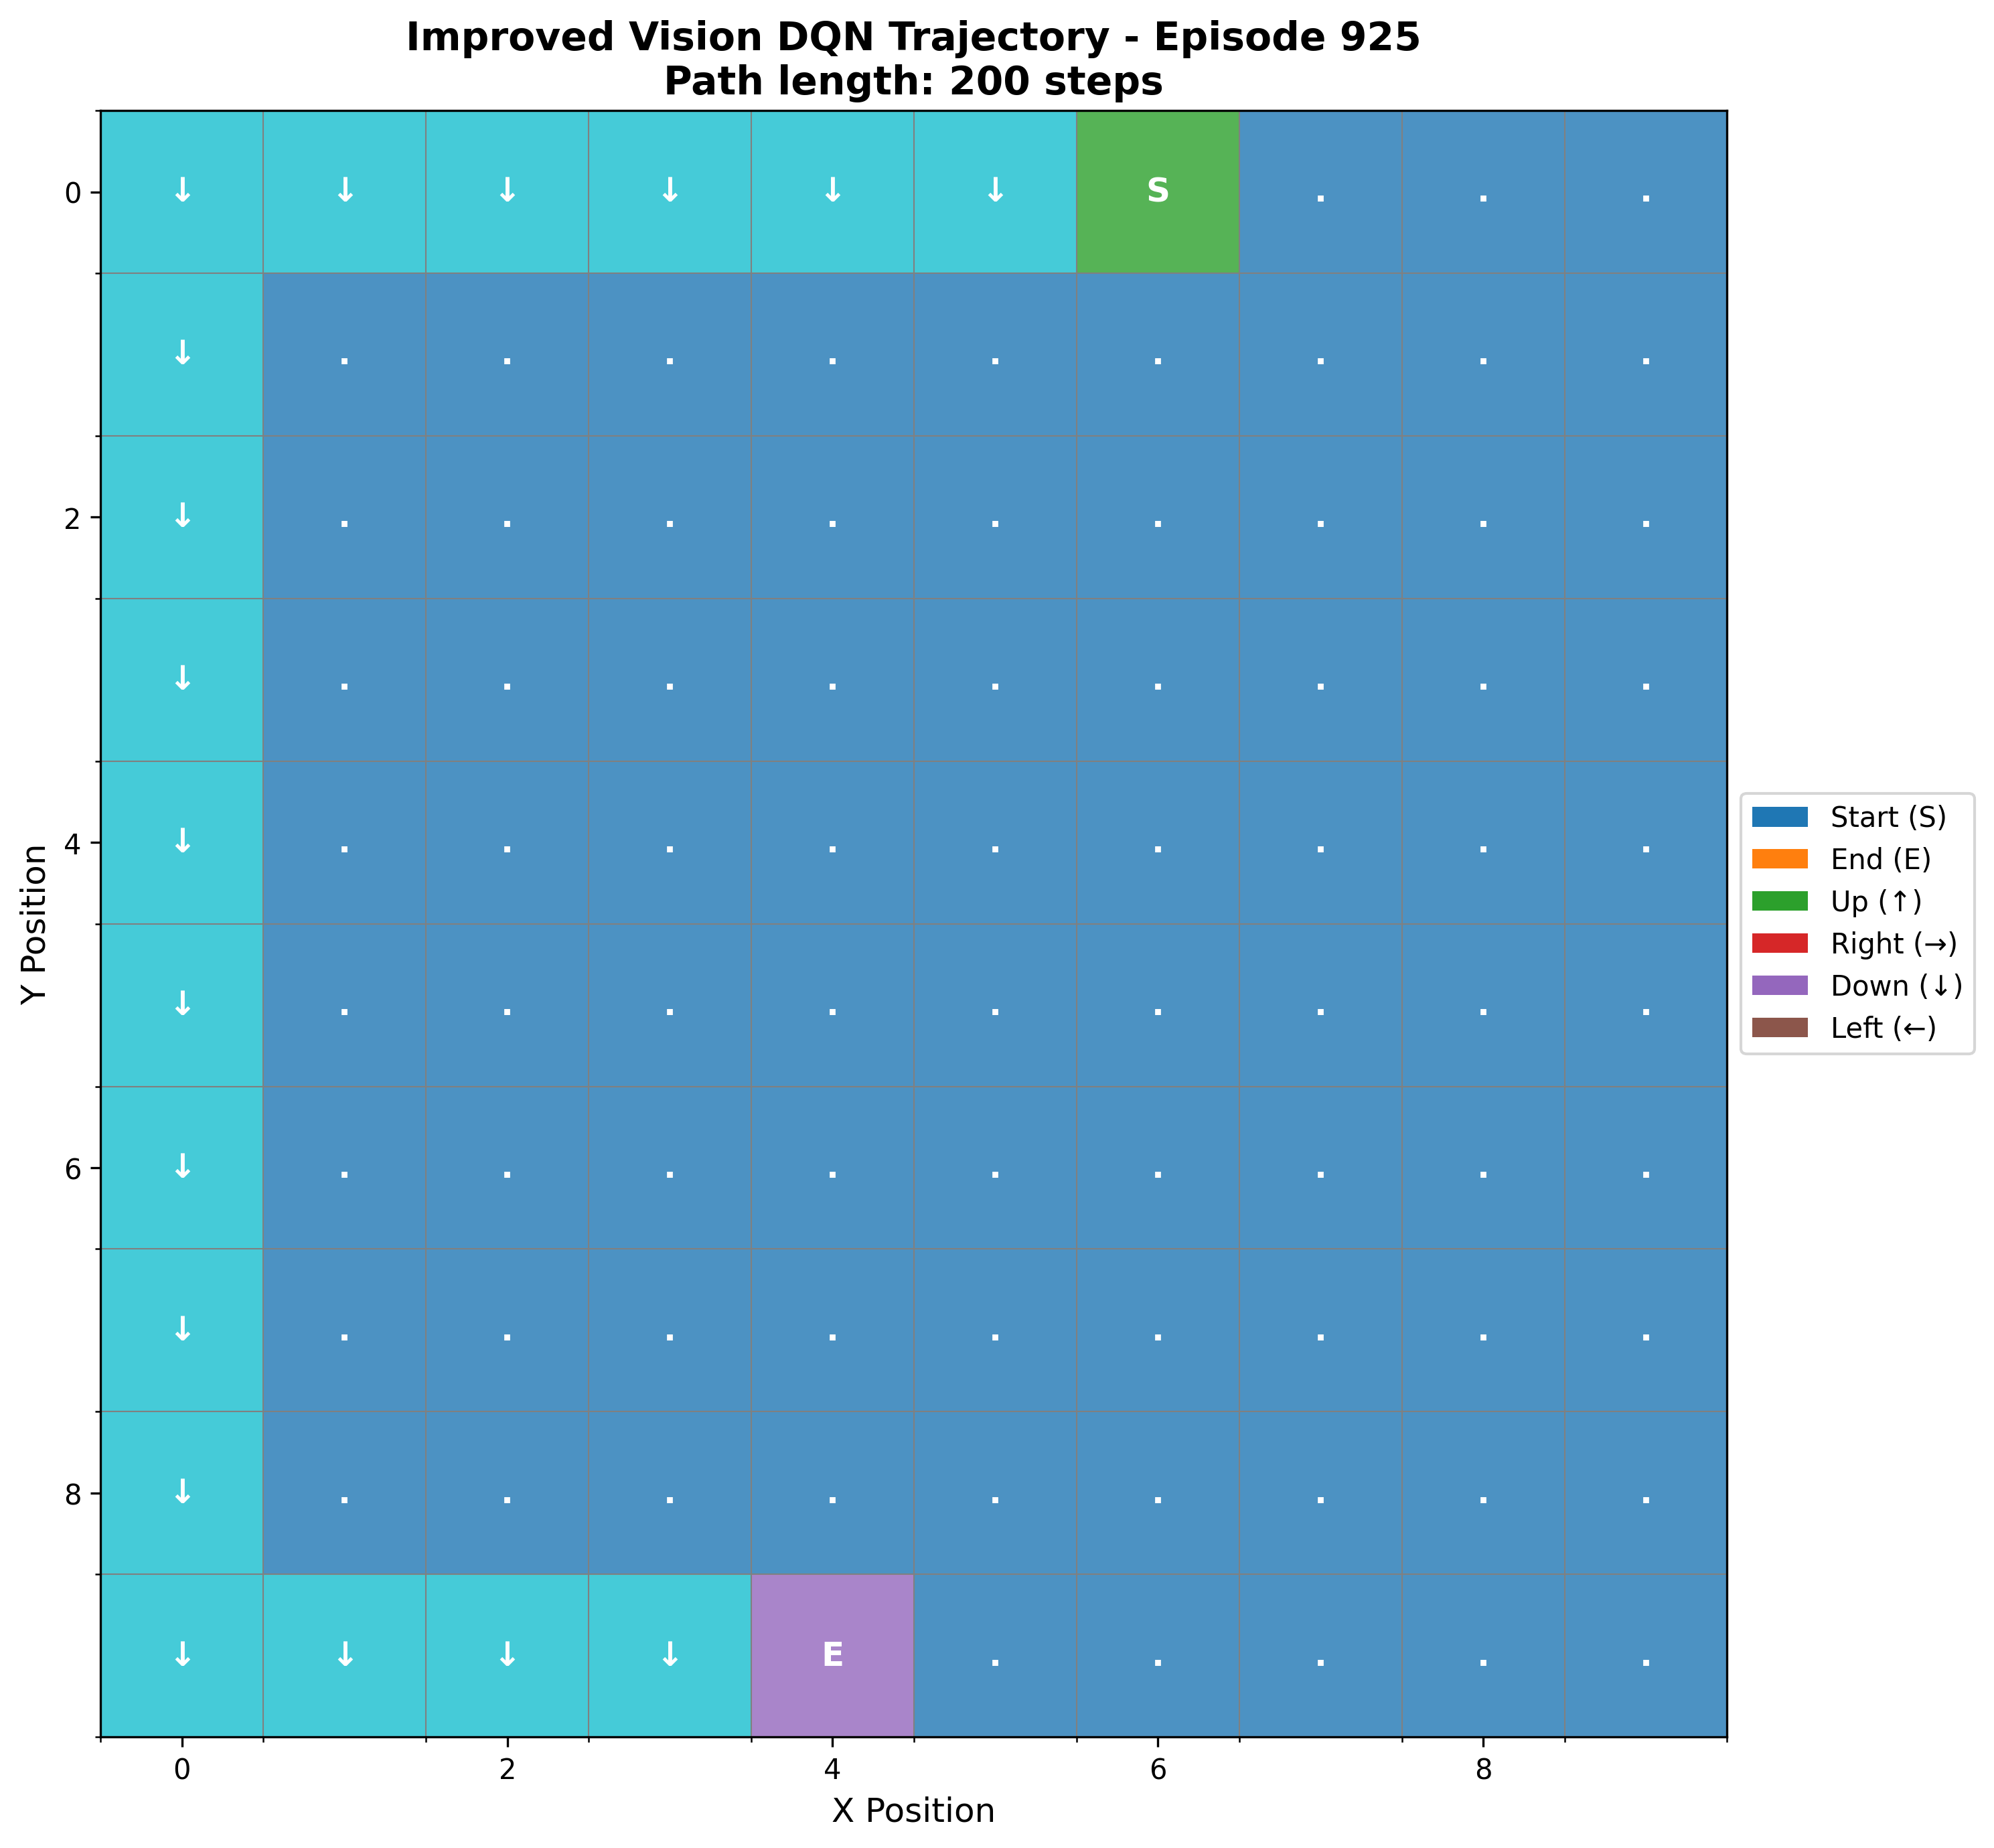 Improved Vision DQN Trajectory - Episode 925
Path length: 200 steps
0 ↓ ↓ ↓ ↓ ↓ ↓ S . . .
↓ . . . . . . . . .
2 ↓ . . . . . . . . .
↓ . . . . . . . . .
4 ↓ . . . . . . . . .
↓ . . . . . . . . .
6 ↓ . . . . . . . . .
↓ . . . . . . . . .
8 ↓ . . . . . . . . .
↓ ↓ ↓ ↓ E . . . . .
0 2 4 6 8
X Position
Y Position
Start (S)
End (E)
Up (↑)
Right (→)
Down (↓)
Left (←)